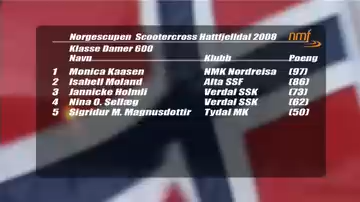 Norgescupen Scootercross Hattfjelldal 2008
nmf
Klasse Damer 600
Navn Klubb Poeng
1 Monica Kaasen NMK Nordreisa (97)
2 Isabell Moland Alta SSF (86)
3 Jannicke Holmli Verdal SSK (73)
4 Nina O. Sellæg Verdal SSK (62)
5 Sigridur M. Magnusdottir Tydal MK (50)